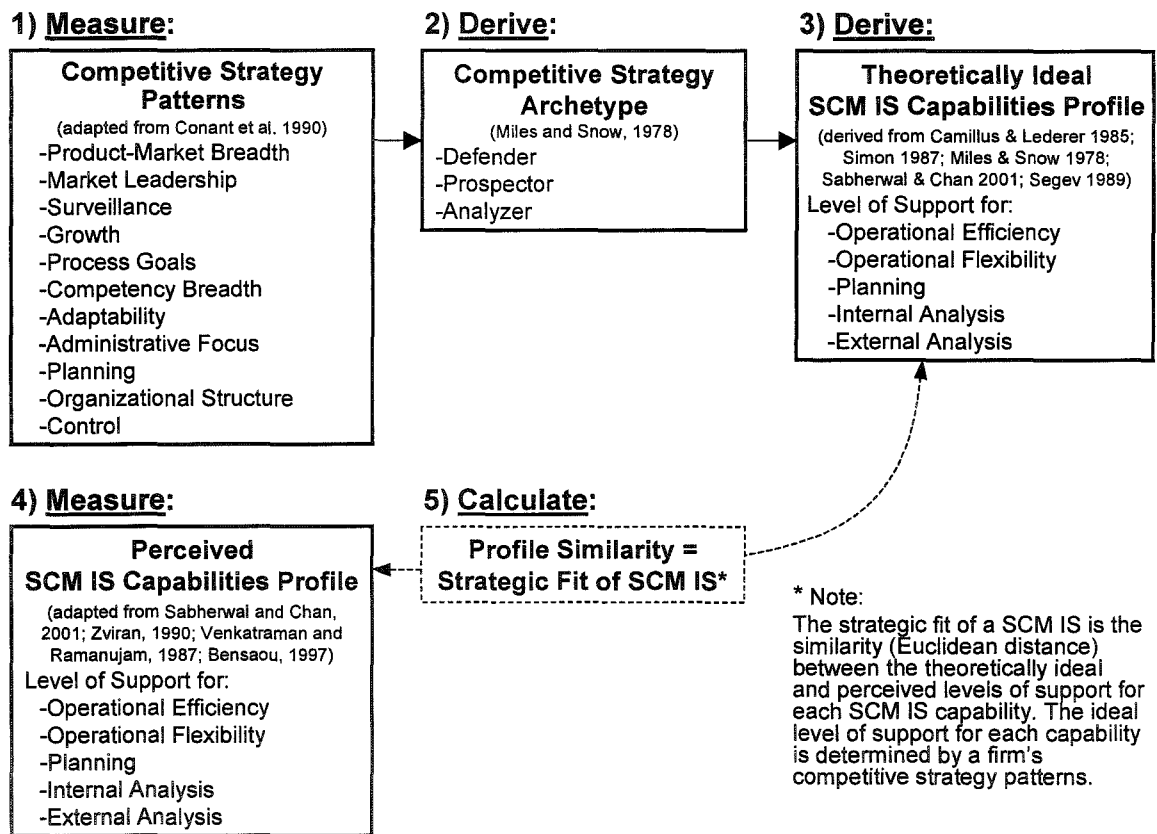 1) Measure:
Competitive Strategy
Patterns
(adapted from Conant et al. 1990)
-Product-Market Breadth
-Market Leadership
-Surveillance
-Growth
-Process Goals
-Competency Breadth
-Adaptability
-Administrative Focus
-Planning
-Organizational Structure
-Control
2) Derive:
Competitive Strategy
Archetype
(Miles and Snow, 1978)
-Defender
-Prospector
-Analyzer
3) Derive:
Theoretically Ideal
SCM IS Capabilities Profile
(derived from Camillus & Lederer 1985;
Simon 1987; Miles & Snow 1978;
Sabherwal & Chan 2001; Segev 1989)
Level of Support for:
-Operational Efficiency
-Operational Flexibility
-Planning
-Internal Analysis
-External Analysis
4) Measure:
Perceived
SCM IS Capabilities Profile
(adapted from Sabherwal and Chan,
2001; Zviran, 1990; Venkatraman and
Ramanujam, 1987; Bensaou, 1997)
Level of Support for:
-Operational Efficiency
-Operational Flexibility
-Planning
-Internal Analysis
-External Analysis
5) Calculate:
Profile Similarity =
Strategic Fit of SCM IS*
* Note:
The strategic fit of a SCM IS is the
similarity (Euclidean distance)
between the theoretically ideal
and perceived levels of support for
each SCM IS capability. The ideal
level of support for each capability
is determined by a firm's
competitive strategy patterns.